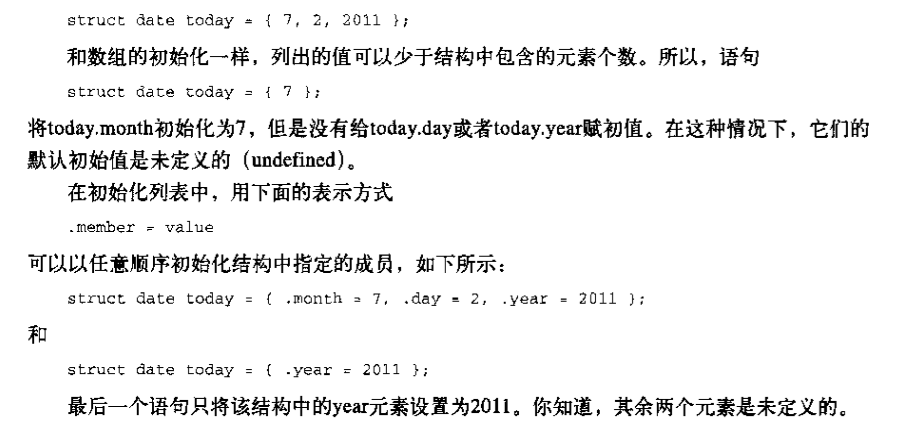 struct date today = { 7, 2, 2011 };
和数组的初始化一样，列出的值可以少于结构中包含的元素个数。所以，语句
struct date today = { 7 };
将today.month初始化为7，但是没有给today.day或者today.year赋初值。在这种情况下，它们的
默认初始值是未定义的（undefined）。
在初始化列表中，用下面的表示方式
.member = value
可以以任意顺序初始化结构中指定的成员，如下所示：
struct date today = { .month = 7, .day = 2, .year = 2011 };
和
struct date today = { .year = 2011 };
最后一个语句只将该结构中的year元素设置为2011。你知道，其余两个元素是未定义的。